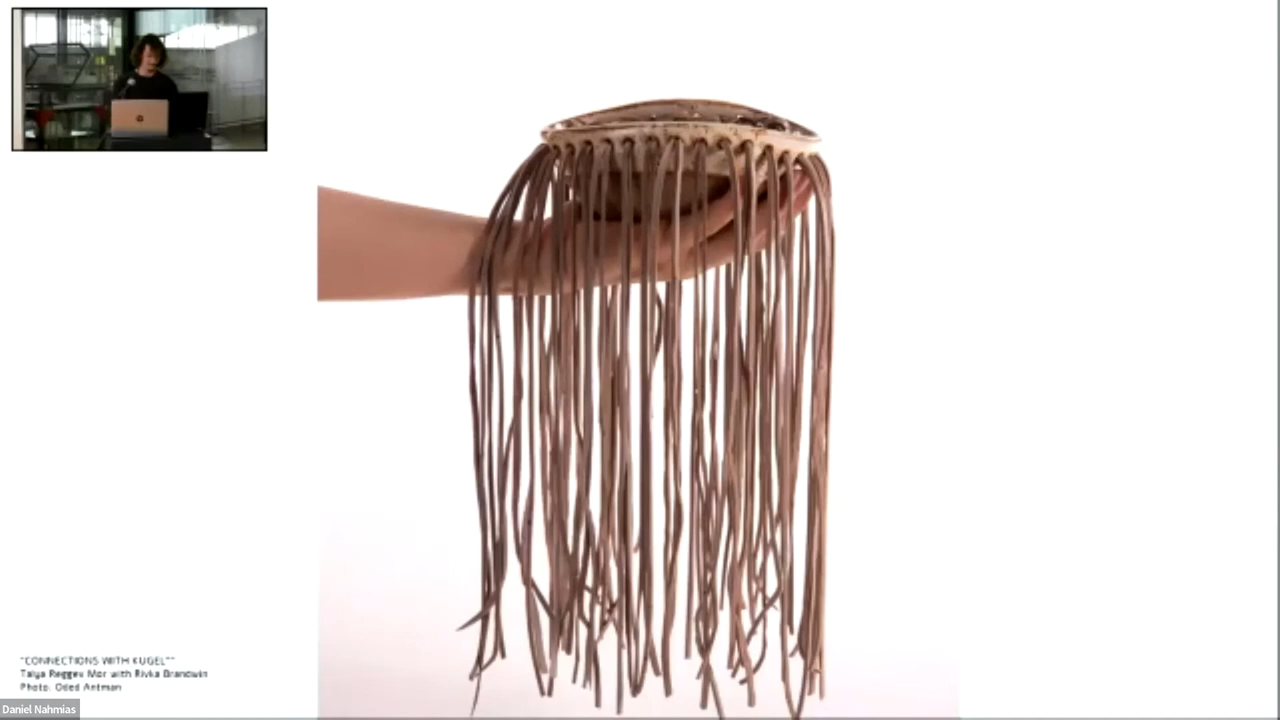 "CONNECTIONS WITH KUGEL""
Talya Reggev Mor with Rivka Brandwin
Photo: Oded Antman
Daniel Nahmias